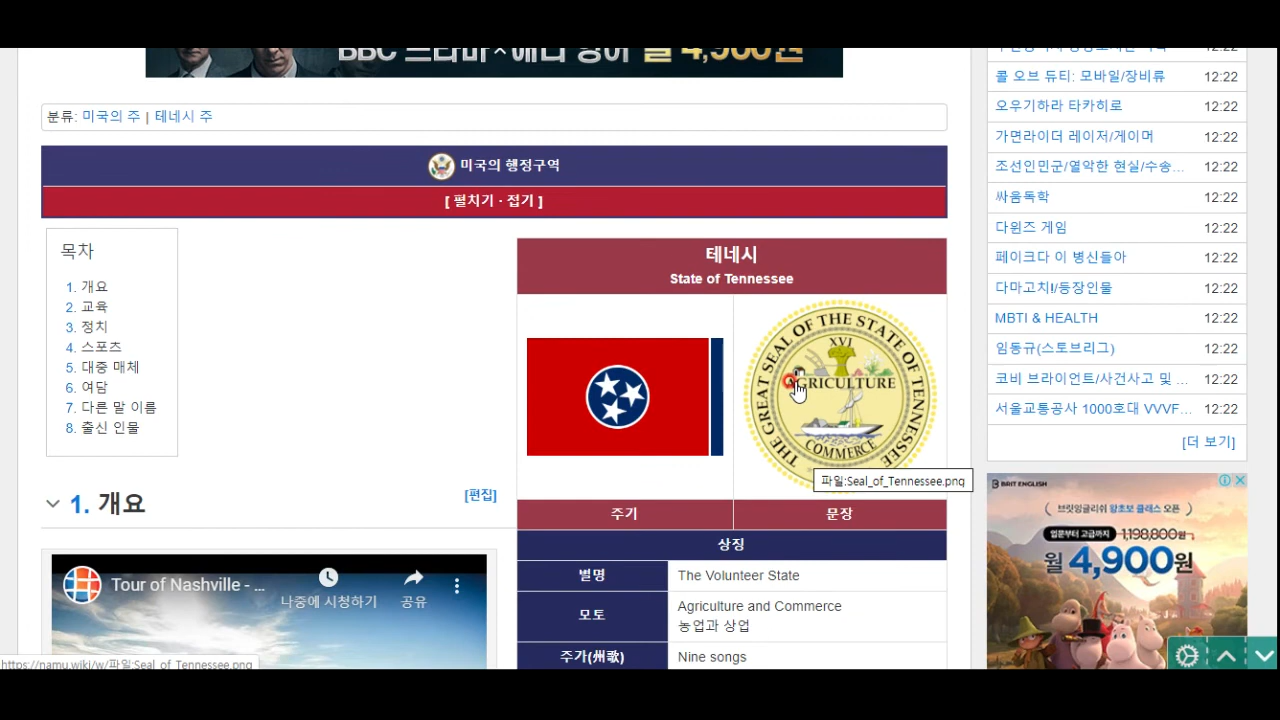 BBC 드라마×애니 평생 월 4,900원
분류: 미국의 주 | 테네시 주
미국의 행정구역
[ 펼치기 · 접기 ]
목차
1. 개요
2. 교육
3. 정치
4. 스포츠
5. 대중 매체
6. 여담
7. 다른 말 이름
8. 출신 인물
테네시
State of Tennessee
THE GREAT SEAL OF THE STATE OF TENNESSEE
XVI
AGRICULTURE
COMMERCE
파일:Seal_of_Tennessee.png
주기
문장
상징
별명
The Volunteer State
모토
Agriculture and Commerce
농업과 상업
주가(州歌)
Nine songs
1. 개요
[편집]
Tour of Nashville - ...
나중에 시청하기
공유
https://namu.wiki/w/파일:Seal_of_Tennessee.png
12:22
콜 오브 듀티: 모바일/장비류 12:22
오우기하라 타카히로 12:22
가면라이더 레이저/게이머 12:22
조선인민군/열악한 현실/수송... 12:22
싸움독학 12:22
다윈즈 게임 12:22
페이크다 이 병신들아 12:22
다마고치!/등장인물 12:22
MBTI & HEALTH 12:22
임동규(스토브리그) 12:22
코비 브라이언트/사건사고 및 ... 12:22
서울교통공사 1000호대 VVVF... 12:22
[더 보기]
BRIT ENGLISH
브릿잉글리쉬 왕초보 클래스 오픈
입문부터 고급까지 1,198,800원
월 4,900원